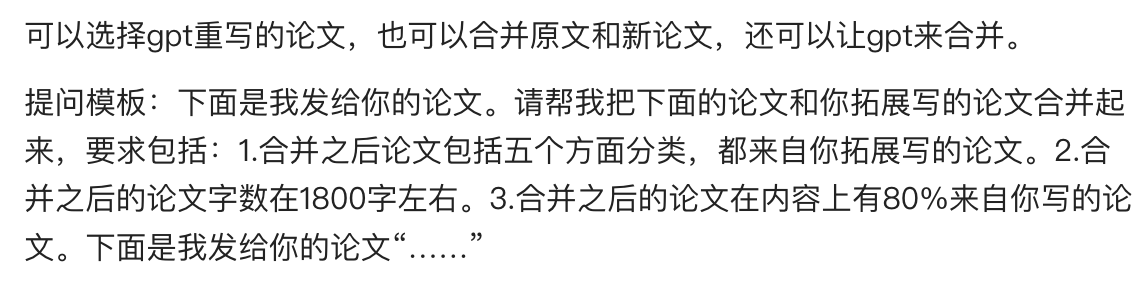 可以选择gpt重写的论文，也可以合并原文和新论文，还可以让gpt来合并。
提问模板：下面是我发给你的论文。请帮我把下面的论文和你拓展写的论文合并起
来，要求包括：1.合并之后论文包括五个方面分类，都来自你拓展写的论文。2.合
并之后的论文字数在1800字左右。3.合并之后的论文在内容上有80%来自你写的论
文。下面是我发给你的论文“……”